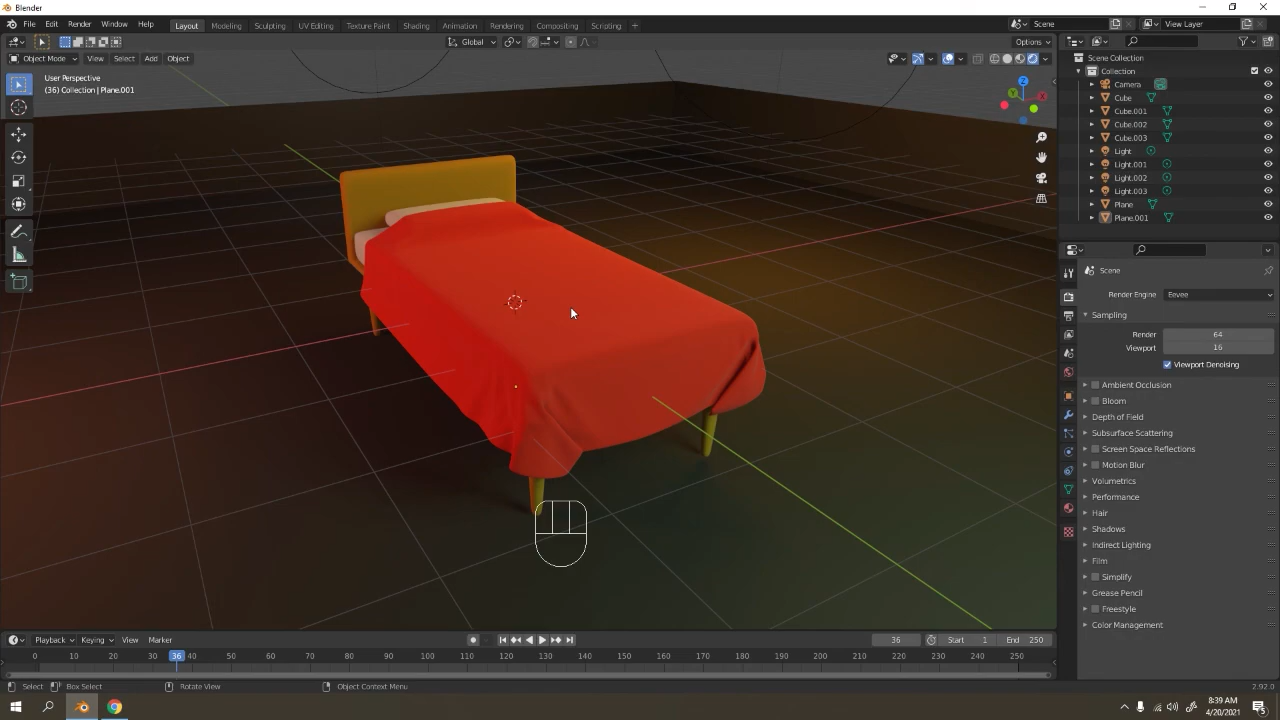 Blender
File Edit Render Window Help Layout Modeling Sculpting UV Editing Texture Paint Shading Animation Rendering Compositing Scripting + Scene View Layer
Global Options
Object Mode View Select Add Object
User Perspective
(36) Collection | Plane.001
Z
Y
X
Scene Collection
Collection
Camera
Cube
Cube.001
Cube.002
Cube.003
Light
Light.001
Light.002
Light.003
Plane
Plane.001
Scene
Render Engine Eevee
Sampling
Render 64
Viewport 16
Viewport Denoising
Ambient Occlusion
Bloom
Depth of Field
Subsurface Scattering
Screen Space Reflections
Motion Blur
Volumetrics
Performance
Hair
Shadows
Indirect Lighting
Film
Simplify
Grease Pencil
Freestyle
Color Management
Playback Keying View Marker 36 Start 1 End 250
0 10 20 30 36 40 50 60 70 80 90 100 110 120 130 140 150 160 170 180 190 200 210 220 230 240 250
Select Box Select Rotate View Object Context Menu 2.92.0
8:39 AM
4/20/2021
5